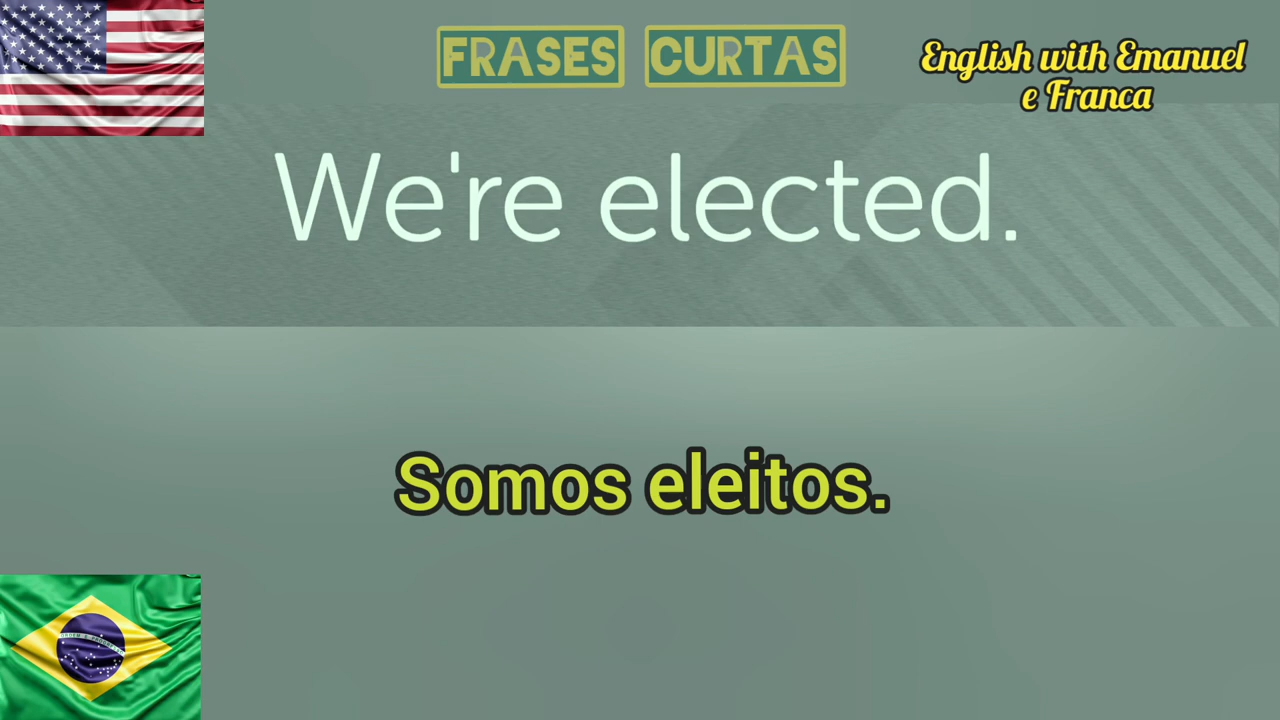 FRASES CURTAS
English with Emanuel
e Franca
We're elected.
Somos eleitos.